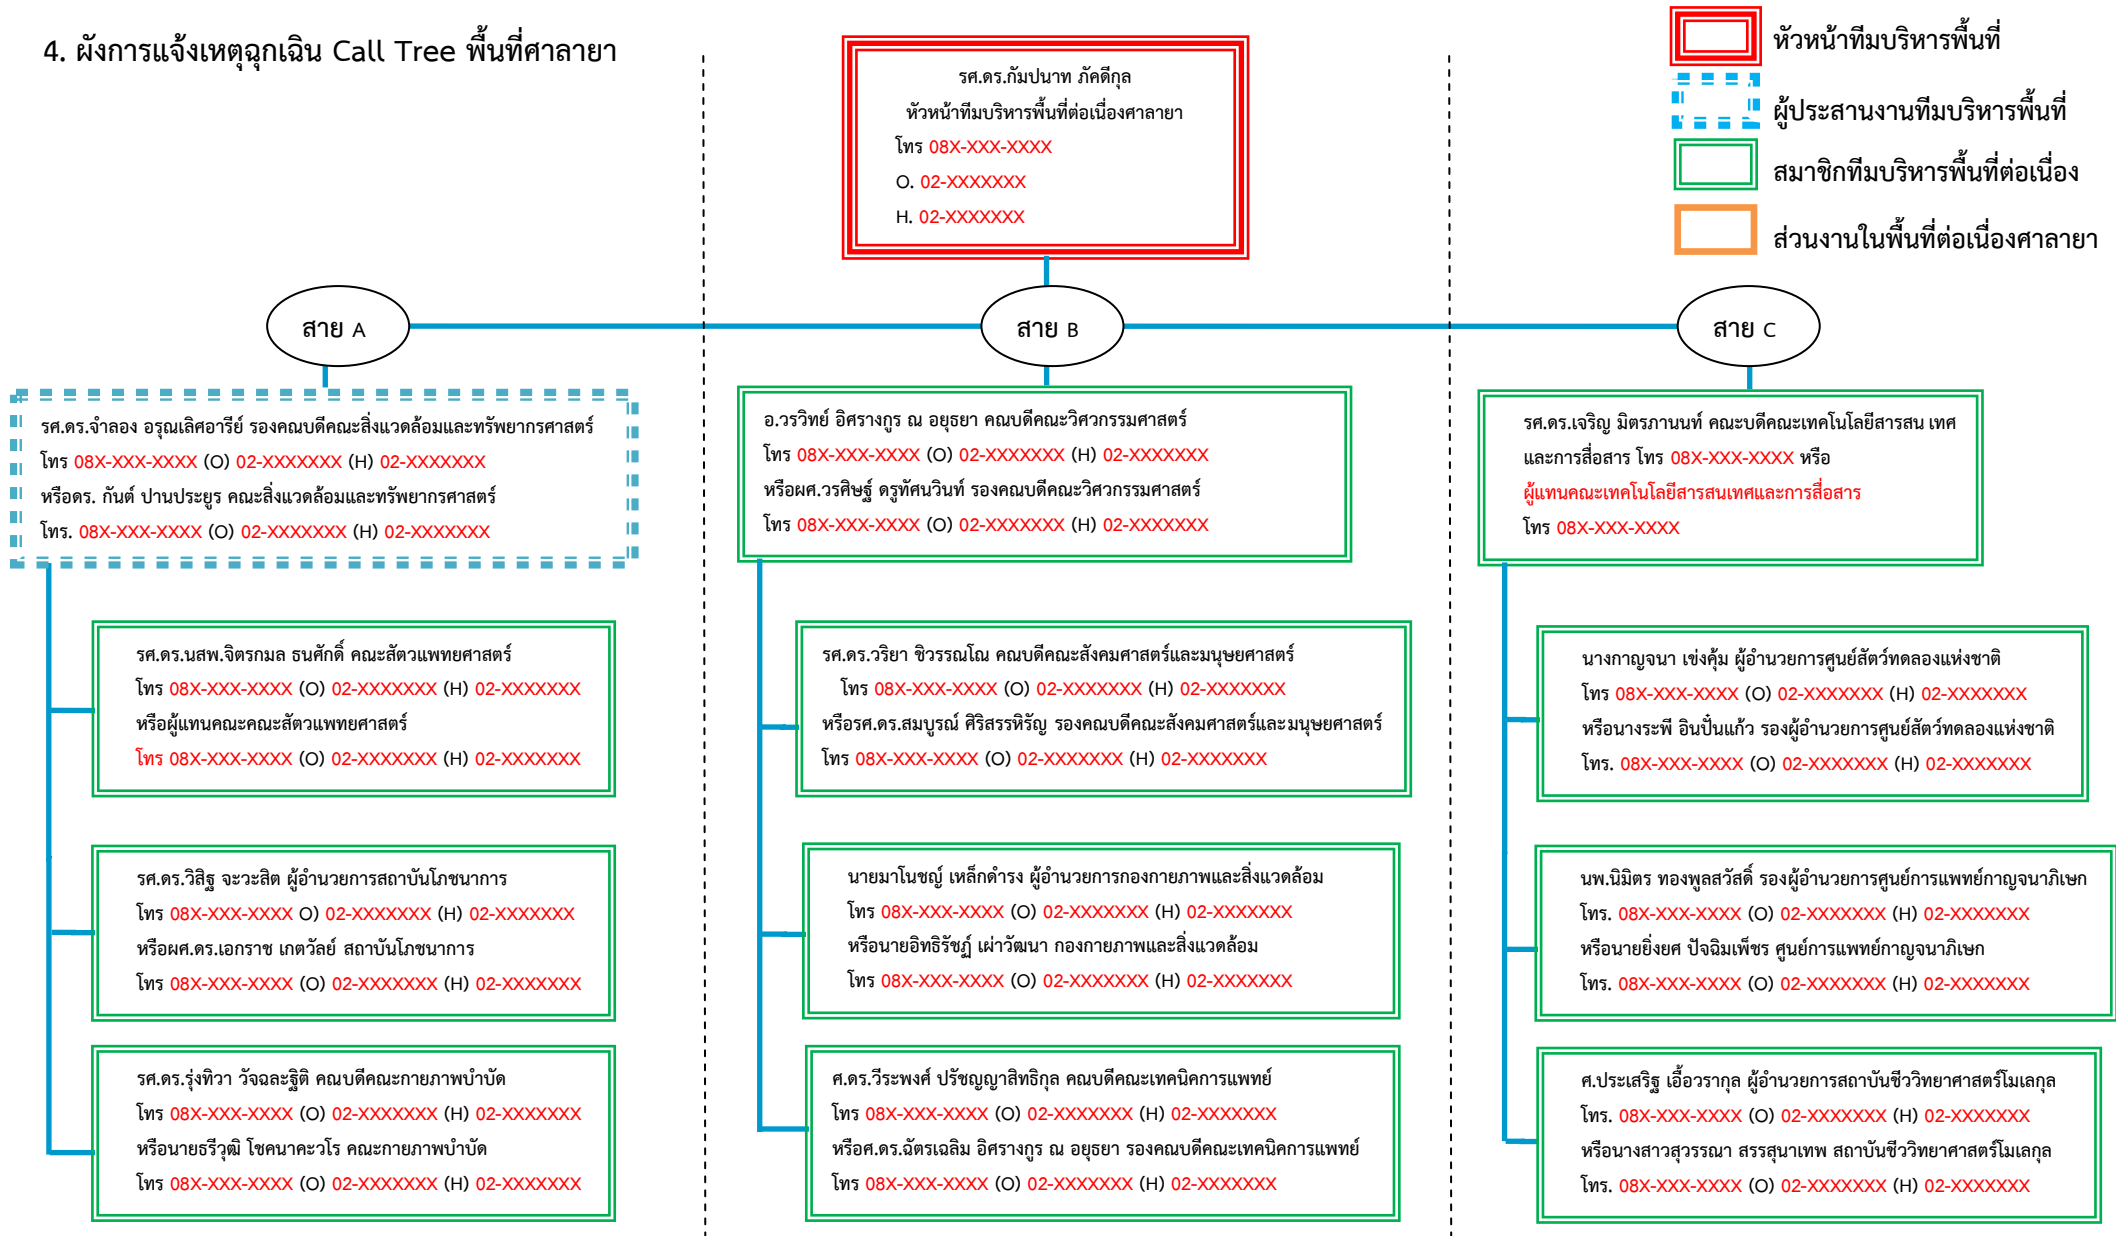 4. ผังการแจ้งเหตุฉุกเฉิน Call Tree พื้นที่ศาลายา
รศ.ดร.กัมปนาท ภัคดีกุล
หัวหน้าทีมบริหารพื้นที่ต่อเนื่องศาลายา
โทร 08X-XXX-XXXX
O. 02-XXXXXXX
H. 02-XXXXXXX
หัวหน้าทีมบริหารพื้นที่
ผู้ประสานงานทีมบริหารพื้นที่
สมาชิกทีมบริหารพื้นที่ต่อเนื่อง
ส่วนงานในพื้นที่ต่อเนื่องศาลายา
สาย A
สาย B
สาย C
รศ.ดร.จำลอง อรุณเลิศอารีย์ รองคณบดีคณะสิ่งแวดล้อมและทรัพยากรศาสตร์
โทร 08X-XXX-XXXX (O) 02-XXXXXXX (H) 02-XXXXXXX
หรือดร. กันต์ ปานประยูร คณะสิ่งแวดล้อมและทรัพยากรศาสตร์
โทร. 08X-XXX-XXXX (O) 02-XXXXXXX (H) 02-XXXXXXX
รศ.ดร.นสพ.จิตรกมล ธนศักดิ์ คณะสัตวแพทยศาสตร์
โทร 08X-XXX-XXXX (O) 02-XXXXXXX (H) 02-XXXXXXX
หรือผู้แทนคณะคณะสัตวแพทยศาสตร์
โทร 08X-XXX-XXXX (O) 02-XXXXXXX (H) 02-XXXXXXX
รศ.ดร.วิสิฐ จะวะสิต ผู้อำนวยการสถาบันโภชนาการ
โทร 08X-XXX-XXXX O) 02-XXXXXXX (H) 02-XXXXXXX
หรือผศ.ดร.เอกราช เกตวัลย์ สถาบันโภชนาการ
โทร 08X-XXX-XXXX (O) 02-XXXXXXX (H) 02-XXXXXXX
รศ.ดร.รุ่งทิวา วัจฉละฐิติ คณบดีคณะกายภาพบำบัด
โทร 08X-XXX-XXXX (O) 02-XXXXXXX (H) 02-XXXXXXX
หรือนายธรีวุฒิ โชคนาคะวโร คณะกายภาพบำบัด
โทร 08X-XXX-XXXX (O) 02-XXXXXXX (H) 02-XXXXXXX
อ.วรวิทย์ อิศรางกูร ณ อยุธยา คณบดีคณะวิศวกรรมศาสตร์
โทร 08X-XXX-XXXX (O) 02-XXXXXXX (H) 02-XXXXXXX
หรือผศ.วรศิษฐ์ ดรูทัศนวินท์ รองคณบดีคณะวิศวกรรมศาสตร์
โทร 08X-XXX-XXXX (O) 02-XXXXXXX (H) 02-XXXXXXX
รศ.ดร.วริยา ชิวรรณโณ คณบดีคณะสังคมศาสตร์และมนุษยศาสตร์
โทร 08X-XXX-XXXX (O) 02-XXXXXXX (H) 02-XXXXXXX
หรือรศ.ดร.สมบูรณ์ ศิริสรรหิรัญ รองคณบดีคณะสังคมศาสตร์และมนุษยศาสตร์
โทร 08X-XXX-XXXX (O) 02-XXXXXXX (H) 02-XXXXXXX
นายมาโนชญ์ เหล็กดำรง ผู้อำนวยการกองกายภาพและสิ่งแวดล้อม
โทร 08X-XXX-XXXX (O) 02-XXXXXXX (H) 02-XXXXXXX
หรือนายอิทธิรัชฎ์ เผ่าวัฒนา กองกายภาพและสิ่งแวดล้อม
โทร 08X-XXX-XXXX (O) 02-XXXXXXX (H) 02-XXXXXXX
ศ.ดร.วีระพงศ์ ปรัชญญาสิทธิกุล คณบดีคณะเทคนิคการแพทย์
โทร 08X-XXX-XXXX (O) 02-XXXXXXX (H) 02-XXXXXXX
หรือศ.ดร.ฉัตรเฉลิม อิศรางกูร ณ อยุธยา รองคณบดีคณะเทคนิคการแพทย์
โทร 08X-XXX-XXXX (O) 02-XXXXXXX (H) 02-XXXXXXX
รศ.ดร.เจริญ มิตรภานนท์ คณะบดีคณะเทคโนโลยีสารสน เทศ
และการสื่อสาร โทร 08X-XXX-XXXX หรือ
ผู้แทนคณะเทคโนโลยีสารสนเทศและการสื่อสาร
โทร 08X-XXX-XXXX
นางกาญจนา เข่งคุ้ม ผู้อำนวยการศูนย์สัตว์ทดลองแห่งชาติ
โทร 08X-XXX-XXXX (O) 02-XXXXXXX (H) 02-XXXXXXX
หรือนางระพี อินปั๋นแก้ว รองผู้อำนวยการศูนย์สัตว์ทดลองแห่งชาติ
โทร. 08X-XXX-XXXX (O) 02-XXXXXXX (H) 02-XXXXXXX
นพ.นิมิตร ทองพูลสวัสดิ์ รองผู้อำนวยการศูนย์การแพทย์กาญจนาภิเษก
โทร. 08X-XXX-XXXX (O) 02-XXXXXXX (H) 02-XXXXXXX
หรือนายยิ่งยศ ปัจฉิมเพ็ชร ศูนย์การแพทย์กาญจนาภิเษก
โทร. 08X-XXX-XXXX (O) 02-XXXXXXX (H) 02-XXXXXXX
ศ.ประเสริฐ เอื้อวรากุล ผู้อำนวยการสถาบันชีววิทยาศาสตร์โมเลกุล
โทร. 08X-XXX-XXXX (O) 02-XXXXXXX (H) 02-XXXXXXX
หรือนางสาวสุวรรณา สรรสุนาเทพ สถาบันชีววิทยาศาสตร์โมเลกุล
โทร. 08X-XXX-XXXX (O) 02-XXXXXXX (H) 02-XXXXXXX